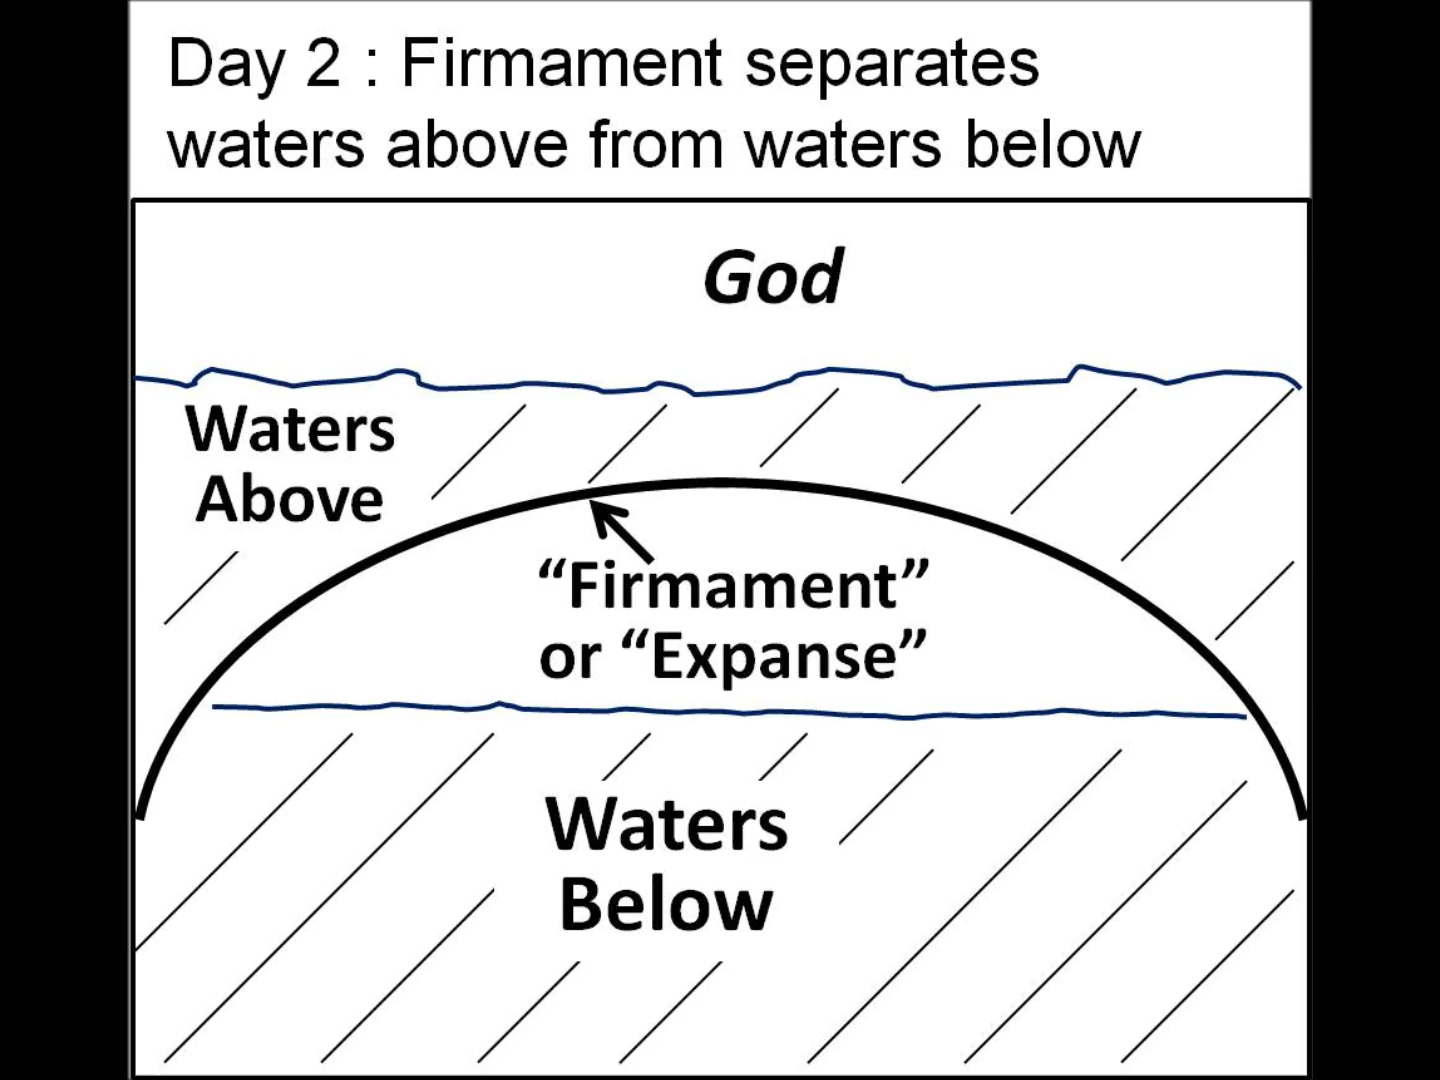 Day 2 : Firmament separates
waters above from waters below
God
Waters
Above
“Firmament”
or “Expanse”
Waters
Below